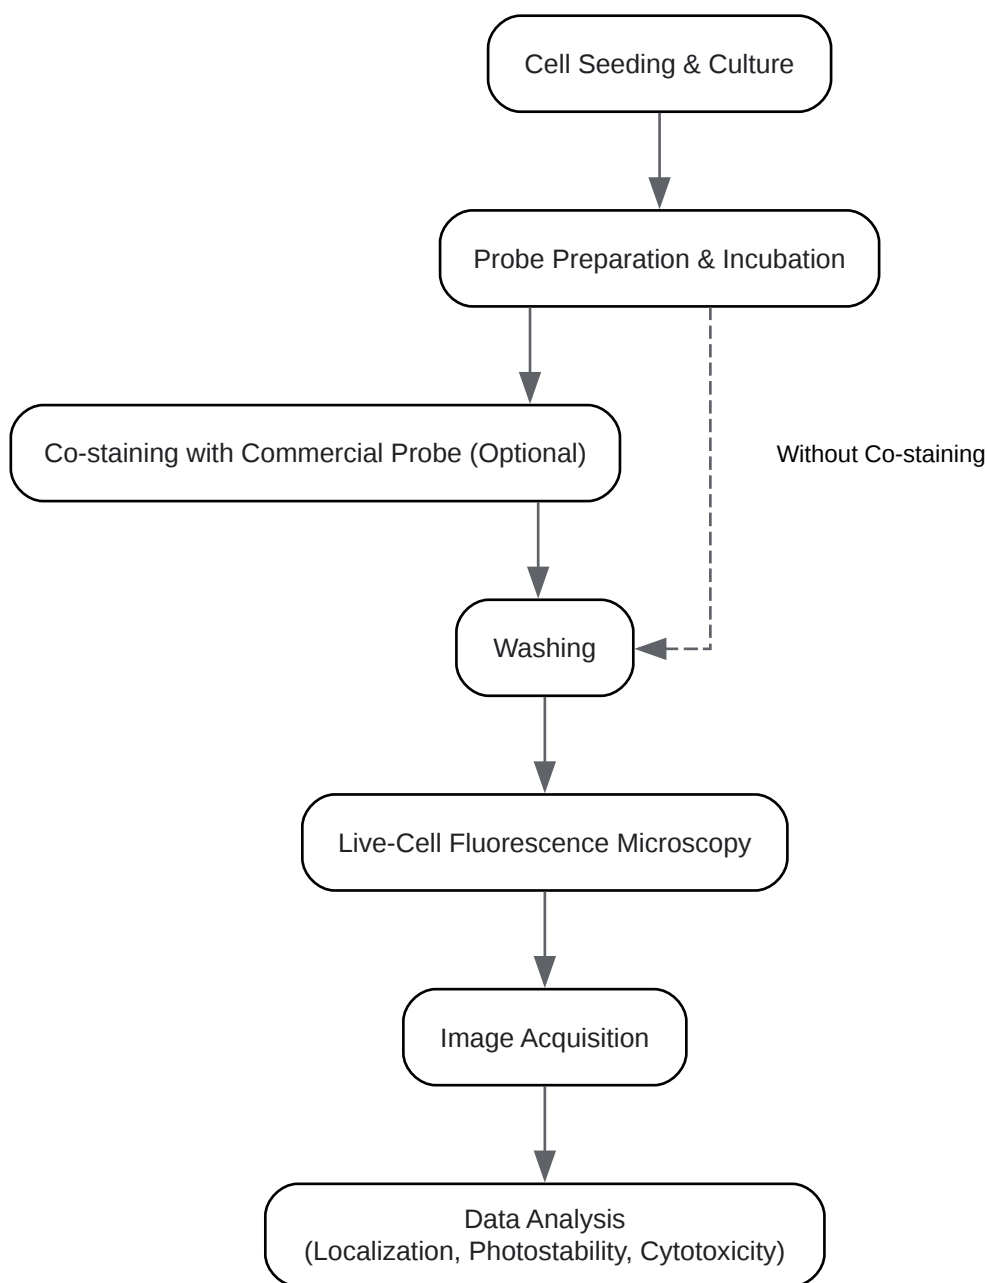 Cell Seeding & Culture
Probe Preparation & Incubation
Co-staining with Commercial Probe (Optional)
Without Co-staining
Washing
Live-Cell Fluorescence Microscopy
Image Acquisition
Data Analysis
(Localization, Photostability, Cytotoxicity)